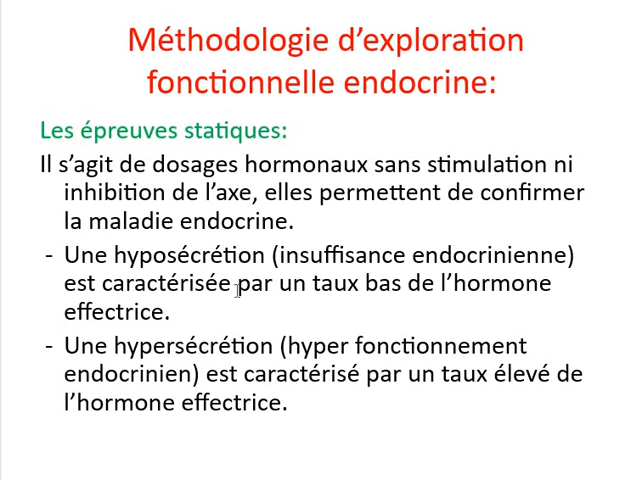 Méthodologie d'exploration
fonctionnelle endocrine:
Les épreuves statiques:
Il s'agit de dosages hormonaux sans stimulation ni
inhibition de l'axe, elles permettent de confirmer
la maladie endocrine.
- Une hyposécrétion (insuffisance endocrinienne)
est caractérisée par un taux bas de l'hormone
effectrice.
- Une hypersécrétion (hyper fonctionnement
endocrinien) est caractérisé par un taux élevé de
l'hormone effectrice.